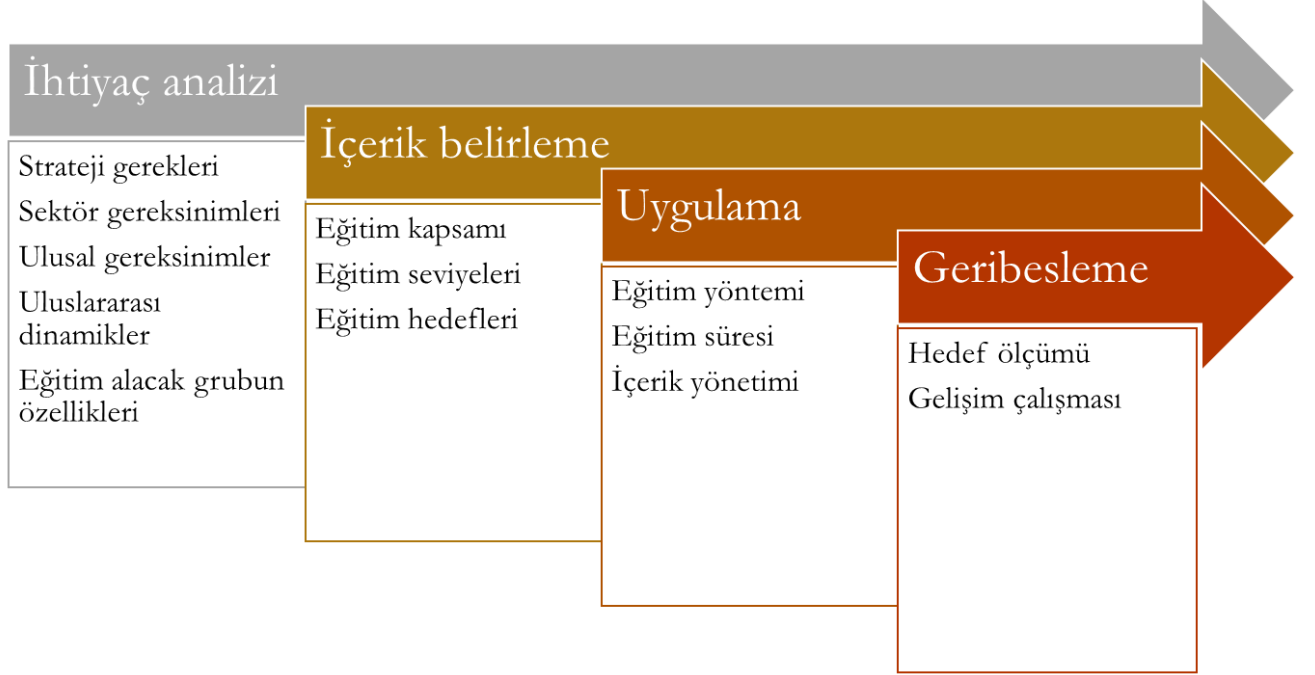 İhtiyaç analizi
Strateji gerekleri
Sektör gereksinimleri
Ulusal gereksinimler
Uluslararası
dinamikler
Eğitim alacak grubun
özellikleri
İçerik belirleme
Eğitim kapsamı
Eğitim seviyeleri
Eğitim hedefleri
Uygulama
Eğitim yöntemi
Eğitim süresi
İçerik yönetimi
Geribesleme
Hedef ölçümü
Gelişim çalışması